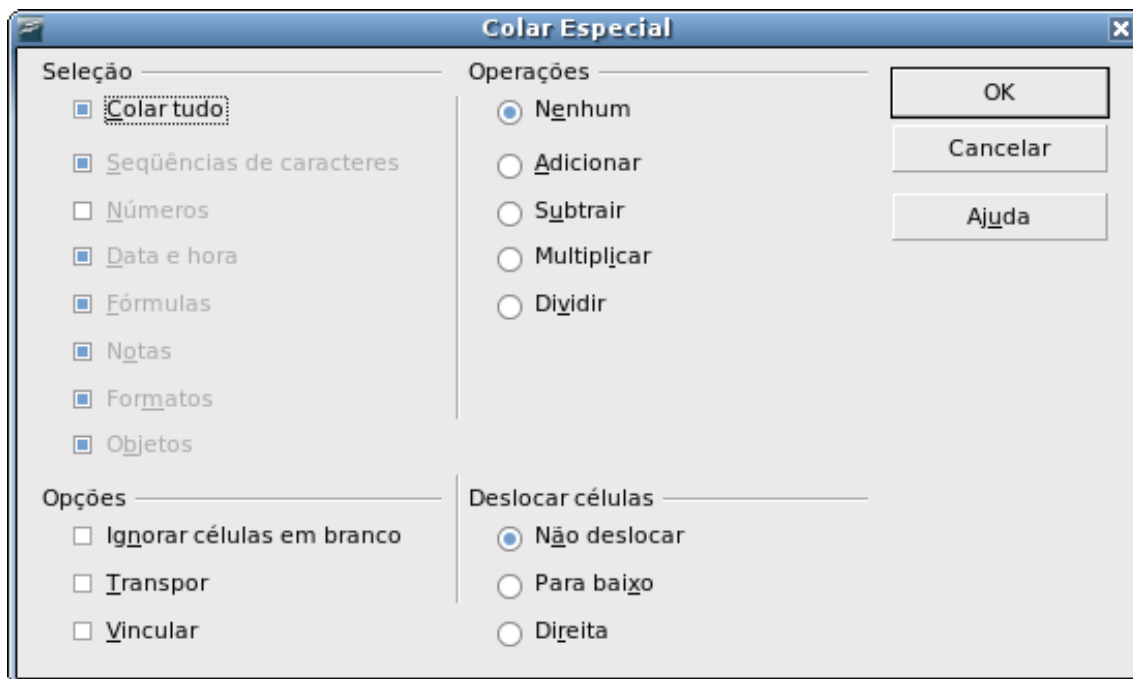 Colar Especial
Seleção
Colar tudo
Seqüências de caracteres
Números
Data e hora
Fórmulas
Notas
Formatos
Objetos
Operações
Nenhum
Adicionar
Subtrair
Multiplicar
Dividir
OK
Cancelar
Ajuda
Opções
Ignorar células em branco
Transpor
Vincular
Deslocar células
Não deslocar
Para baixo
Direita